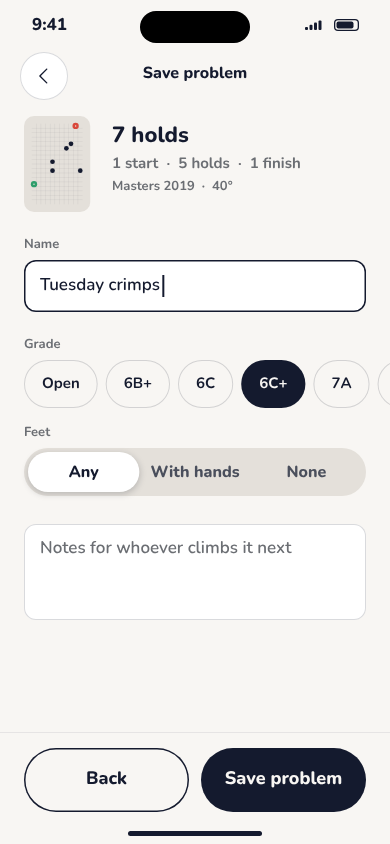 9:41
Save problem
7 holds
1 start · 5 holds · 1 finish
Masters 2019 · 40°
Name
Tuesday crimps
Grade
Open 6B+ 6C 6C+ 7A
Feet
Any With hands None
Notes for whoever climbs it next
Back Save problem